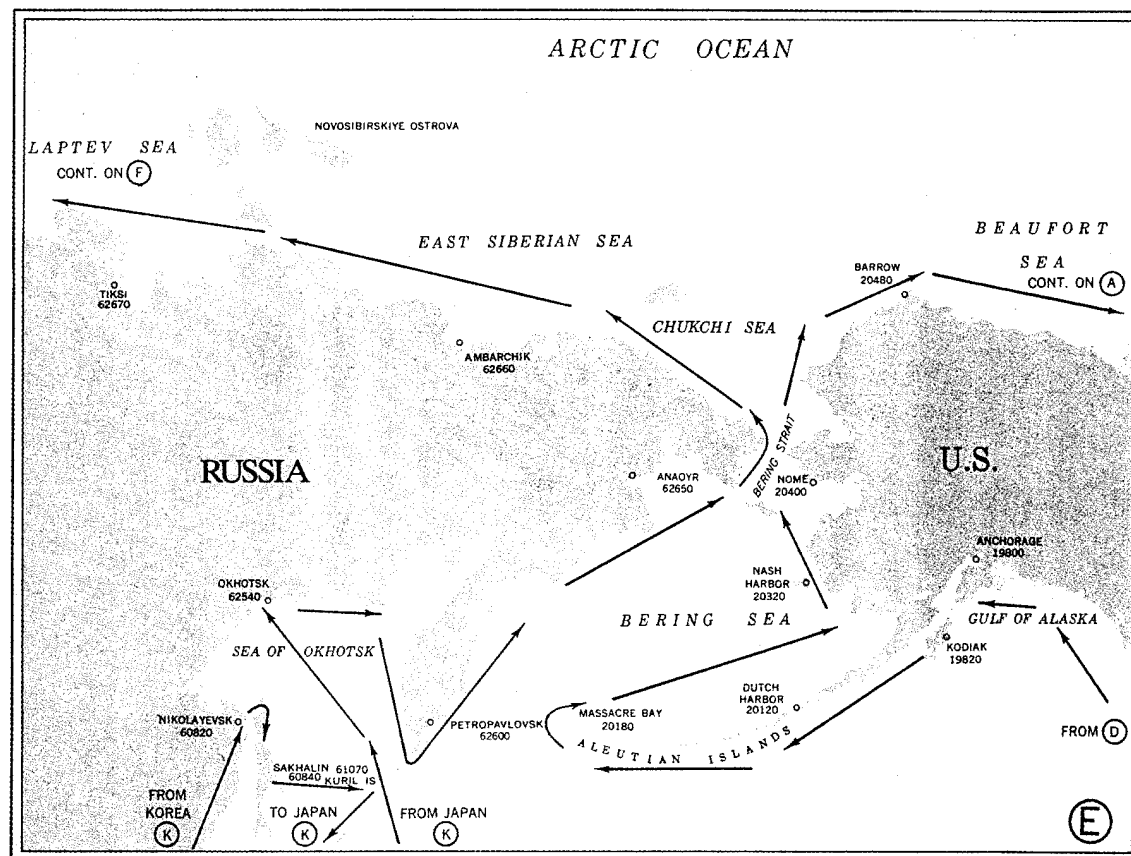 ARCTIC OCEAN
NOVOSIBIRSKIYE OSTROVA
LAPTEV SEA
CONT. ON F
EAST SIBERIAN SEA
BEAUFORT
SEA
CONT. ON A
BARROW
20480
TIKSI
62670
CHUKCHI SEA
AMBARCHIK
62660
RUSSIA
U.S.
BERING STRAIT
ANAOYR
62650
NOME
20400
ANCHORAGE
19800
OKHOTSK
62540
NASH
HARBOR
20320
BERING SEA
GULF OF ALASKA
SEA OF OKHOTSK
KODIAK
19820
NIKOLAYEVSK
60820
PETROPAVLOVSK
62600
MASSACRE BAY
20180
DUTCH
HARBOR
20120
ALEUTIAN ISLANDS
FROM D
SAKHALIN 61070
60840 KURIL IS
FROM
KOREA
K
TO JAPAN
K
FROM JAPAN
K
E